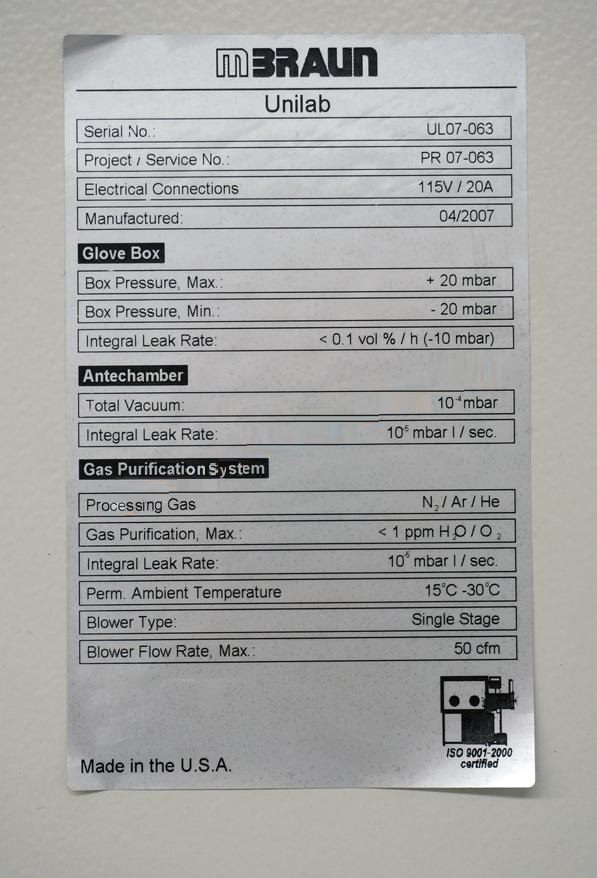 mBRAUN
Unilab
Serial No.: UL07-063
Project / Service No.: PR 07-063
Electrical Connections 115V / 20A
Manufactured: 04/2007
Glove Box
Box Pressure, Max.: + 20 mbar
Box Pressure, Min.: - 20 mbar
Integral Leak Rate: < 0.1 vol % / h (-10 mbar)
Antechamber
Total Vacuum: 10⁻⁴ mbar
Integral Leak Rate: 10⁻⁵ mbar l / sec.
Gas Purification System
Processing Gas N₂ / Ar / He
Gas Purification, Max.: < 1 ppm H₂O / O₂
Integral Leak Rate: 10⁻⁵ mbar l / sec.
Perm. Ambient Temperature 15°C -30°C
Blower Type: Single Stage
Blower Flow Rate, Max.: 50 cfm
ISO 9001-2000
certified
Made in the U.S.A.